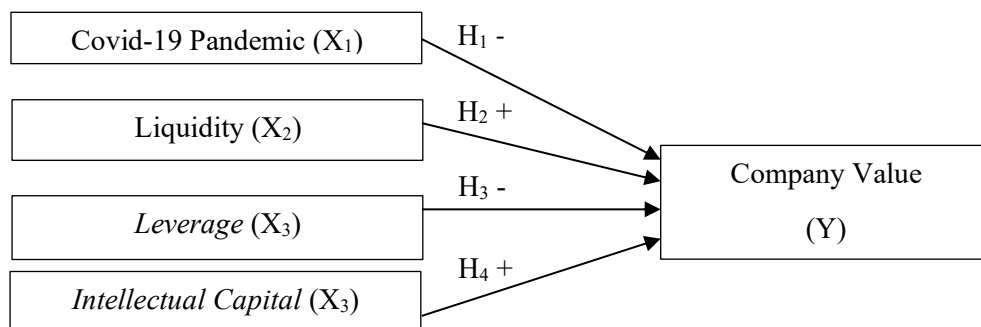 Covid-19 Pandemic (X₁)
H₁ -
Liquidity (X₂)
H₂ +
Leverage (X₃)
H₃ -
Intellectual Capital (X₃)
H₄ +
Company Value
(Y)